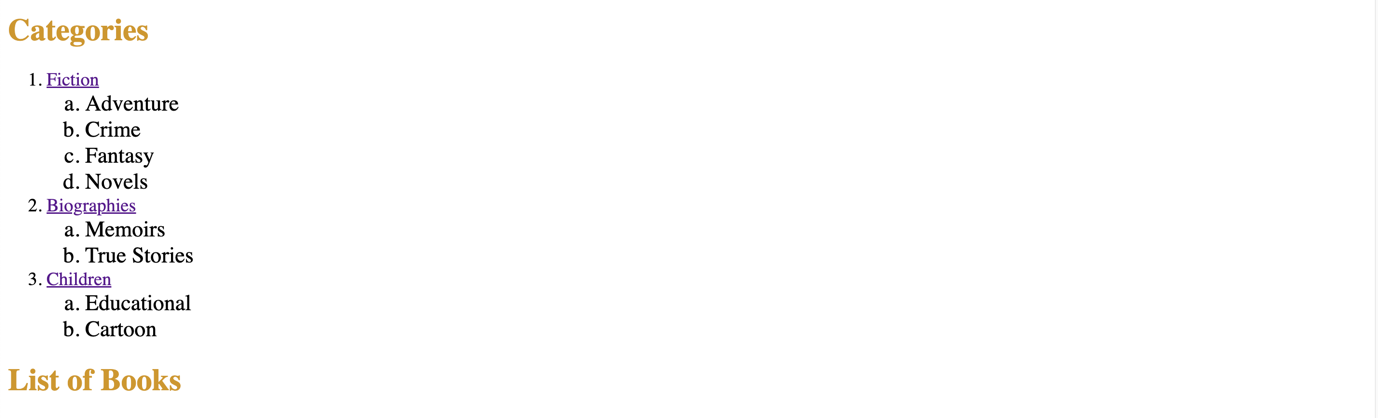 Categories
1. Fiction
a. Adventure
b. Crime
c. Fantasy
d. Novels
2. Biographies
a. Memoirs
b. True Stories
3. Children
a. Educational
b. Cartoon
List of Books